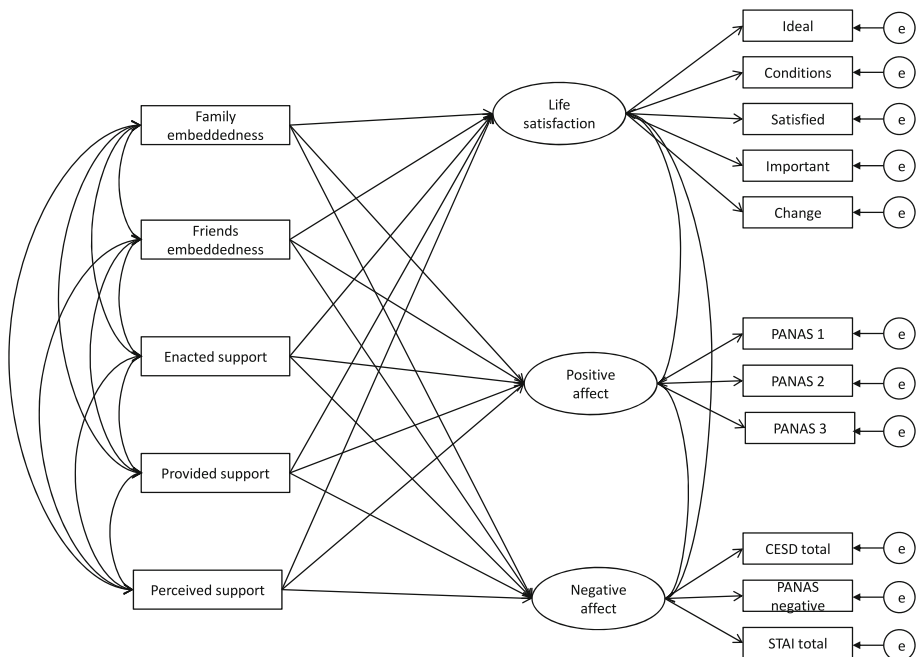 Family
embeddedness
Friends
embeddedness
Enacted support
Provided support
Perceived support
Life
satisfaction
Positive
affect
Negative
affect
Ideal
e
Conditions
e
Satisfied
e
Important
e
Change
e
PANAS 1
e
PANAS 2
e
PANAS 3
e
CESD total
e
PANAS
negative
e
STAI total
e